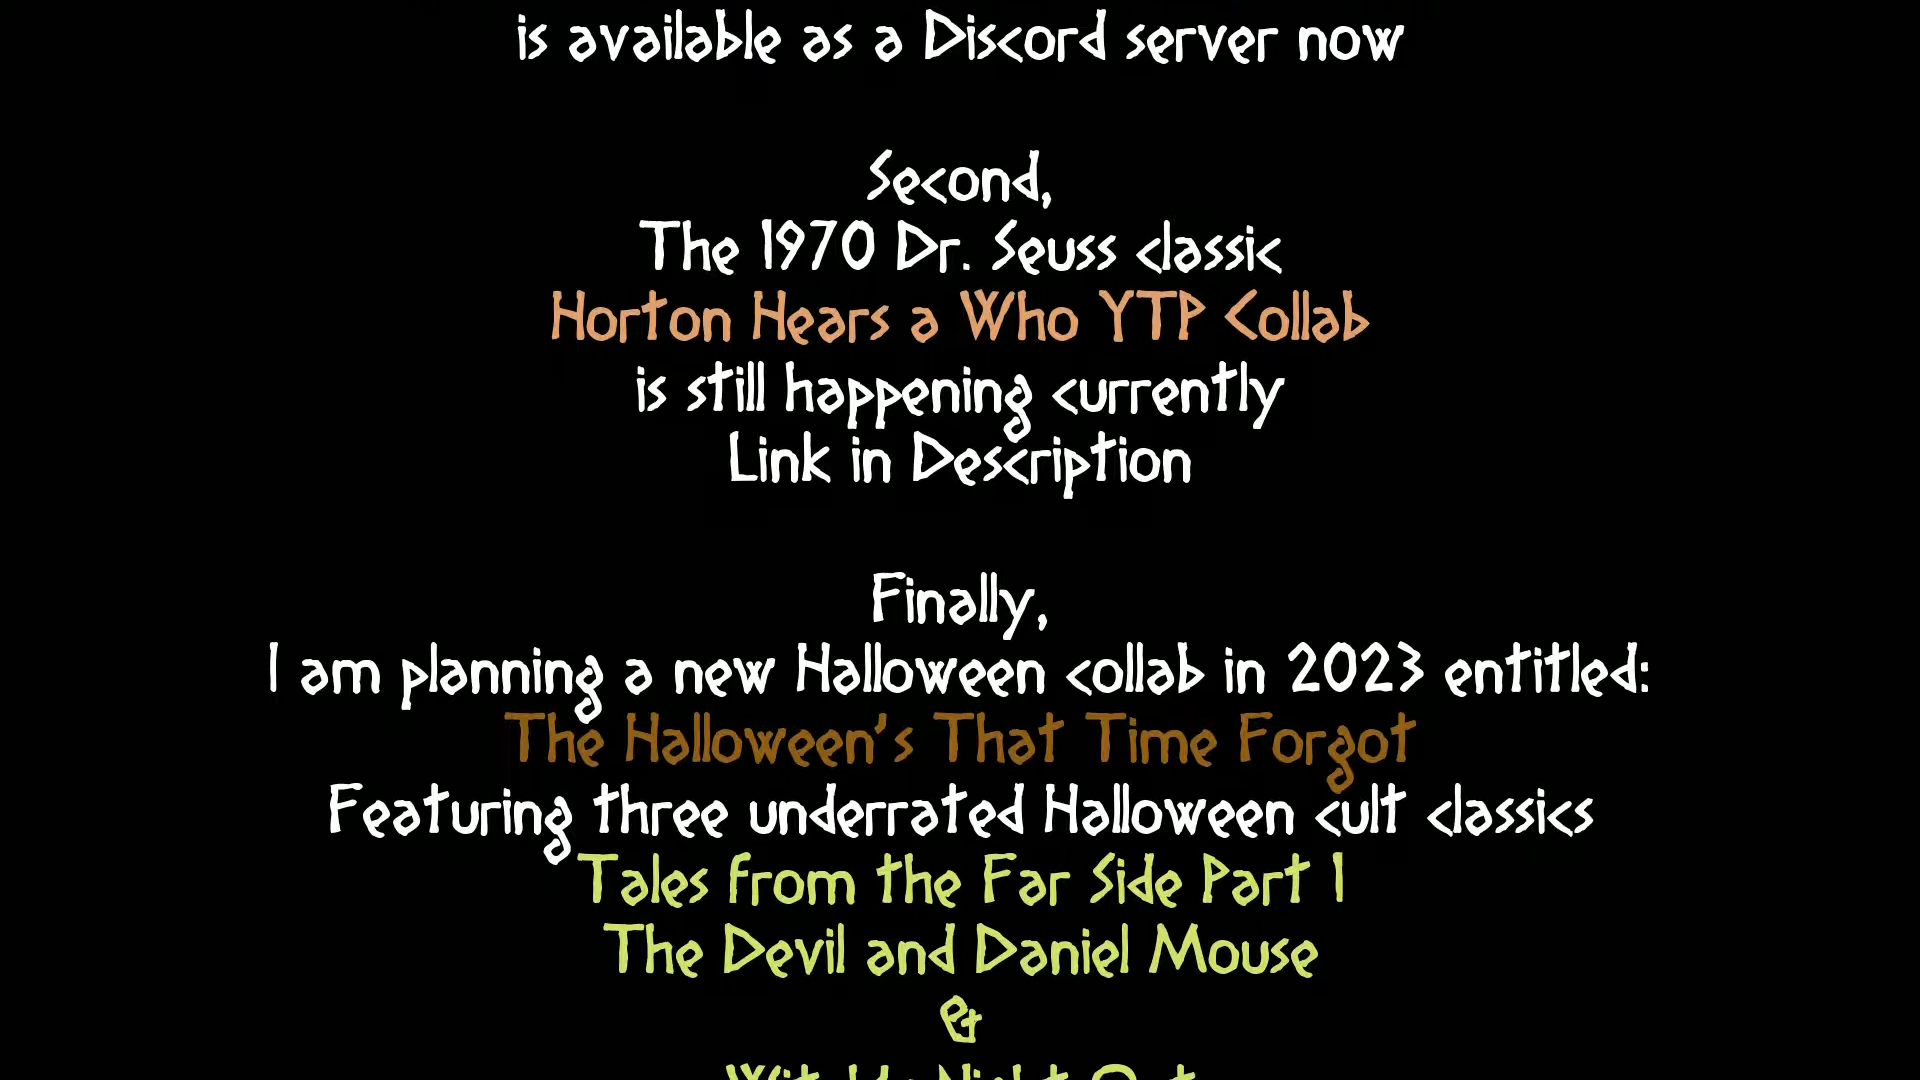 is available as a Discord server now
Second,
The 1970 Dr. Seuss classic
Horton Hears a Who YTP Collab
is still happening currently
Link in Description
Finally,
I am planning a new Halloween collab in 2023 entitled:
The Halloween's That Time Forgot
Featuring three underrated Halloween cult classics
Tales from the Far Side Part 1
The Devil and Daniel Mouse
&
Night Out